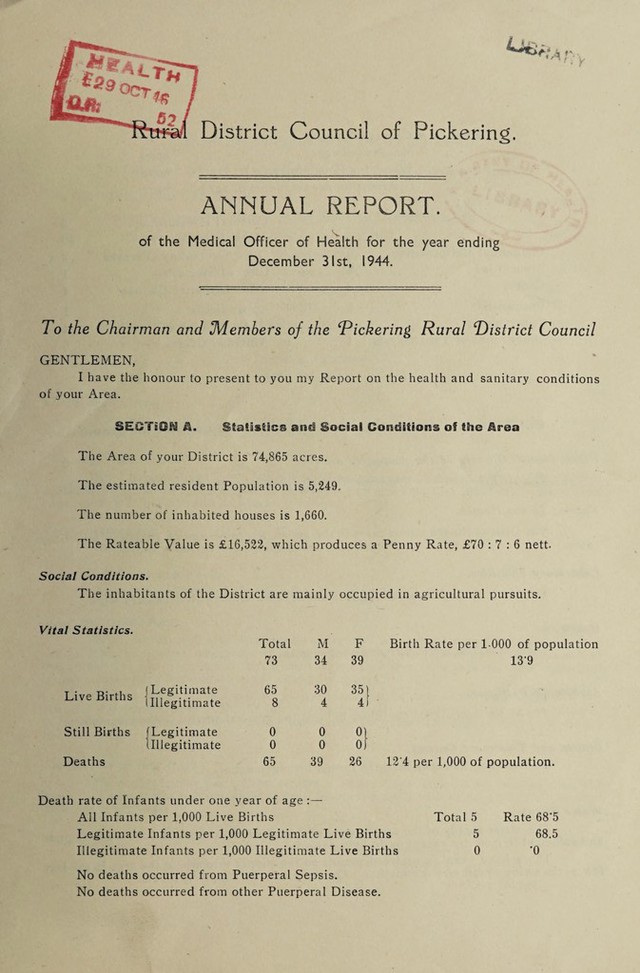 LIBRARY
HEALTH
£29 OCT 46
D.R: 52
Rural District Council of Pickering.
LIBRARY
ANNUAL REPORT.
of the Medical Officer of Health for the year ending
December 31st, 1944.
To the Chairman and Members of the Pickering Rural District Council
GENTLEMEN,
I have the honour to present to you my Report on the health and sanitary conditions
of your Area.
SECTION A. Statistics and Social Conditions of the Area
The Area of your District is 74,865 acres.
The estimated resident Population is 5,249.
The number of inhabited houses is 1,660.
The Rateable Value is £16,522, which produces a Penny Rate, £70 : 7 : 6 nett.
Social Conditions.
The inhabitants of the District are mainly occupied in agricultural pursuits.
Vital Statistics.
Total M F Birth Rate per 1·000 of population
73 34 39 13'9
Live Births { Legitimate 65 30 35 }
{ Illegitimate 8 4 4 }
Still Births { Legitimate 0 0 0 }
{ Illegitimate 0 0 0 }
Deaths 65 39 26 12'4 per 1,000 of population.
Death rate of Infants under one year of age :—
All Infants per 1,000 Live Births Total 5 Rate 68'5
Legitimate Infants per 1,000 Legitimate Live Births 5 68.5
Illegitimate Infants per 1,000 Illegitimate Live Births 0 '0
No deaths occurred from Puerperal Sepsis.
No deaths occurred from other Puerperal Disease.